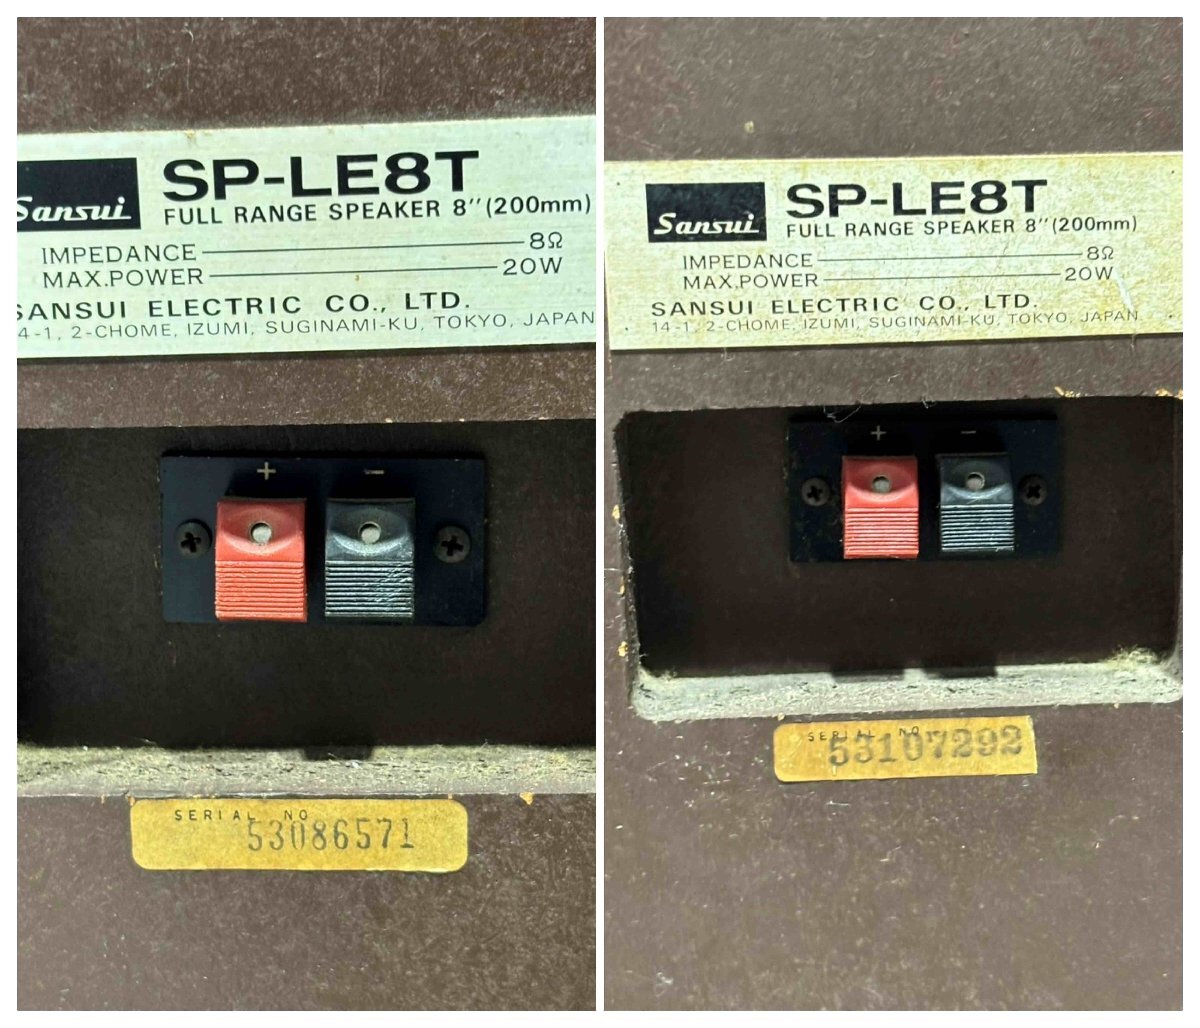 Sansui
SP-LE8T
FULL RANGE SPEAKER 8"(200mm)
IMPEDANCE 8Ω
MAX.POWER 20W
SANSUI ELECTRIC CO., LTD.
14-1, 2-CHOME, IZUMI, SUGINAMI-KU, TOKYO, JAPAN
+ −
SERIAL NO
53086571
Sansui
SP-LE8T
FULL RANGE SPEAKER 8"(200mm)
IMPEDANCE 8Ω
MAX.POWER 20W
SANSUI ELECTRIC CO., LTD.
14-1, 2-CHOME, IZUMI, SUGINAMI-KU, TOKYO, JAPAN
+ −
SERIAL NO
53107292